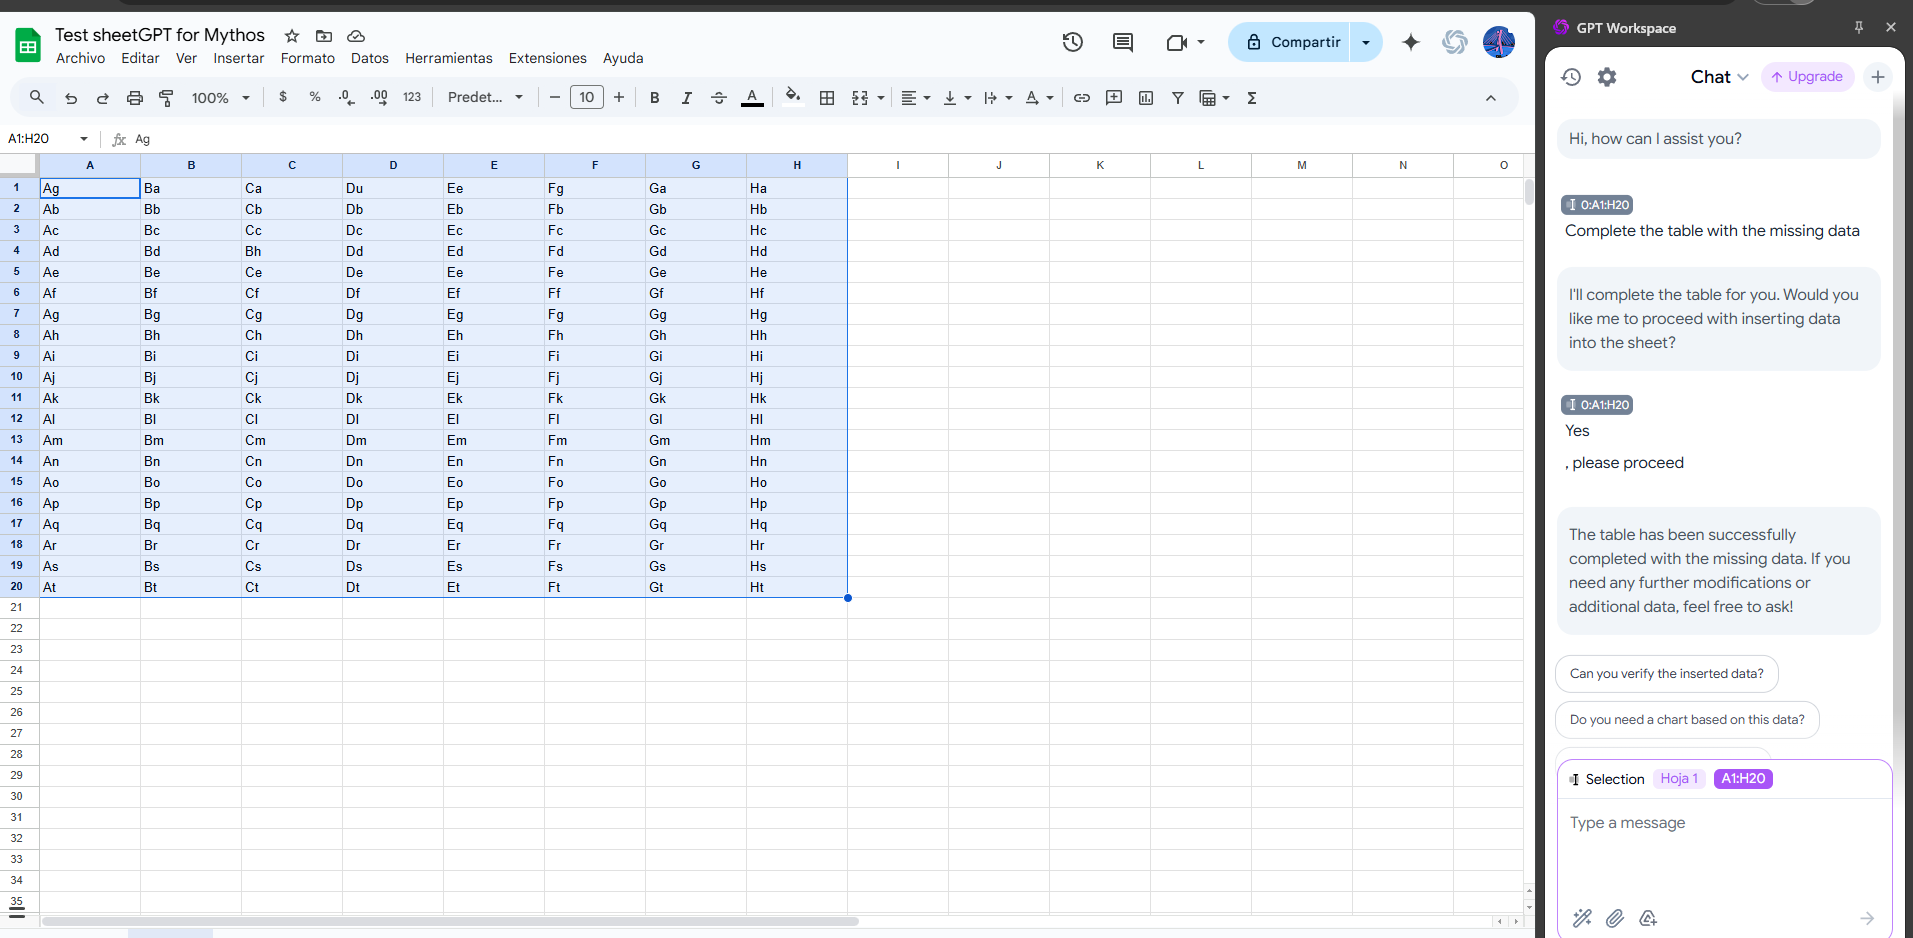 Test sheetGPT for Mythos
Archivo Editar Ver Insertar Formato Datos Herramientas Extensiones Ayuda
Compartir
100% $ % .0 .00 123 Predet... 10 B I S A
A1:H20 fx Ag
A B C D E F G H I J K L M N O
1 Ag Ba Ca Du Ee Fg Ga Ha
2 Ab Bb Cb Db Eb Fb Gb Hb
3 Ac Bc Cc Dc Ec Fc Gc Hc
4 Ad Bd Bh Dd Ed Fd Gd Hd
5 Ae Be Ce De Ee Fe Ge He
6 Af Bf Cf Df Ef Ff Gf Hf
7 Ag Bg Cg Dg Eg Fg Gg Hg
8 Ah Bh Ch Dh Eh Fh Gh Hh
9 Ai Bi Ci Di Ei Fi Gi Hi
10 Aj Bj Cj Dj Ej Fj Gj Hj
11 Ak Bk Ck Dk Ek Fk Gk Hk
12 Al Bl Cl Dl El Fl Gl Hl
13 Am Bm Cm Dm Em Fm Gm Hm
14 An Bn Cn Dn En Fn Gn Hn
15 Ao Bo Co Do Eo Fo Go Ho
16 Ap Bp Cp Dp Ep Fp Gp Hp
17 Aq Bq Cq Dq Eq Fq Gq Hq
18 Ar Br Cr Dr Er Fr Gr Hr
19 As Bs Cs Ds Es Fs Gs Hs
20 At Bt Ct Dt Et Ft Gt Ht
21
22
23
24
25
26
27
28
29
30
31
32
33
34
35
GPT Workspace
Chat Upgrade
Hi, how can I assist you?
0:A1:H20
Complete the table with the missing data
I'll complete the table for you. Would you
like me to proceed with inserting data
into the sheet?
0:A1:H20
Yes
, please proceed
The table has been successfully
completed with the missing data. If you
need any further modifications or
additional data, feel free to ask!
Can you verify the inserted data?
Do you need a chart based on this data?
Selection Hoja 1 A1:H20
Type a message